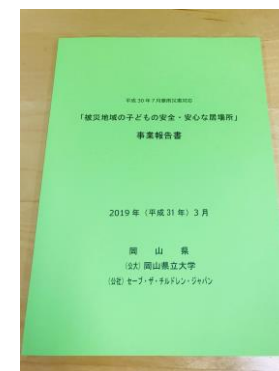 平成30年7月豪雨災害対応
「被災地域の子どもの安全・安心な居場所」
事業報告書
2019年（平成31年）3月
岡山県
(公大)岡山県立大学
(公社)セーブ・ザ・チルドレン・ジャパン